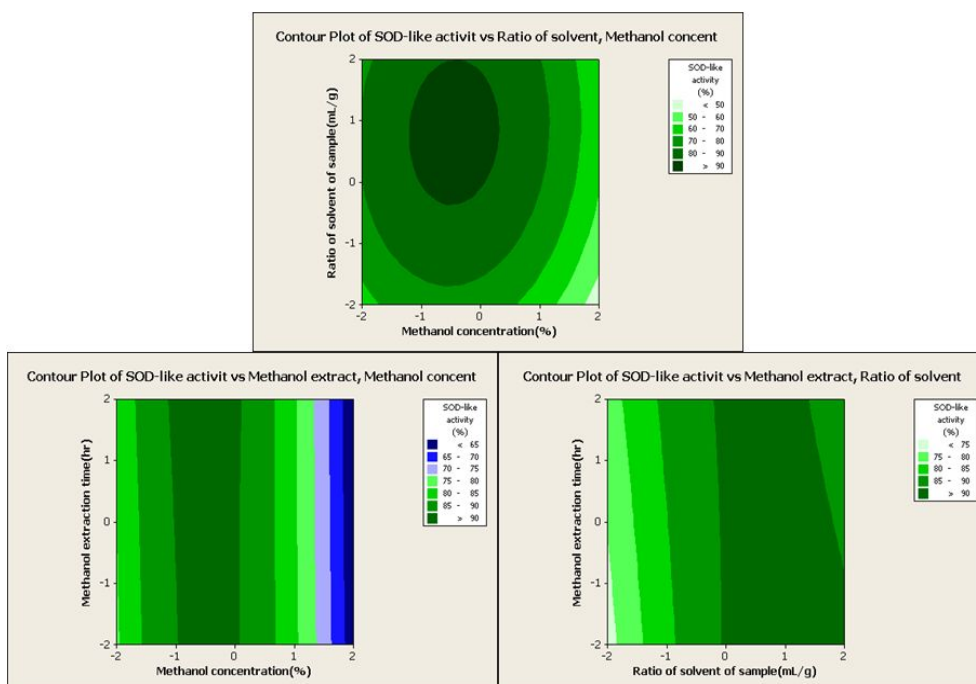 Contour Plot of SOD-like activit vs Ratio of solvent, Methanol concent
Ratio of solvent of sample(mL/g)
2
1
0
-1
-2
-2 -1 0 1 2
Methanol concentration(%)
SOD-like
activity
(%)
< 50
50 - 60
60 - 70
70 - 80
80 - 90
> 90
Contour Plot of SOD-like activit vs Methanol extract, Methanol concent
Methanol extraction time(hr)
2
1
0
-1
-2
-2 -1 0 1 2
Methanol concentration(%)
SOD-like
activity
(%)
< 65
65 - 70
70 - 75
75 - 80
80 - 85
85 - 90
> 90
Contour Plot of SOD-like activit vs Methanol extract, Ratio of solvent
Methanol extraction time(hr)
2
1
0
-1
-2
-2 -1 0 1 2
Ratio of solvent of sample(mL/g)
SOD-like
activity
(%)
< 75
75 - 80
80 - 85
85 - 90
> 90